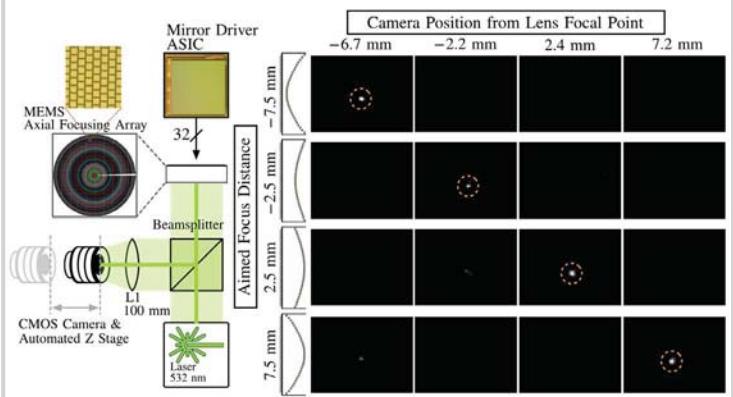 Mirror Driver
ASIC
MEMS
Axial Focusing Array
32
Beamsplitter
L1
100 mm
CMOS Camera &
Automated Z Stage
Laser
532 nm
Camera Position from Lens Focal Point
−6.7 mm
−2.2 mm
2.4 mm
7.2 mm
Aimed Focus Distance
−7.5 mm
−2.5 mm
2.5 mm
7.5 mm